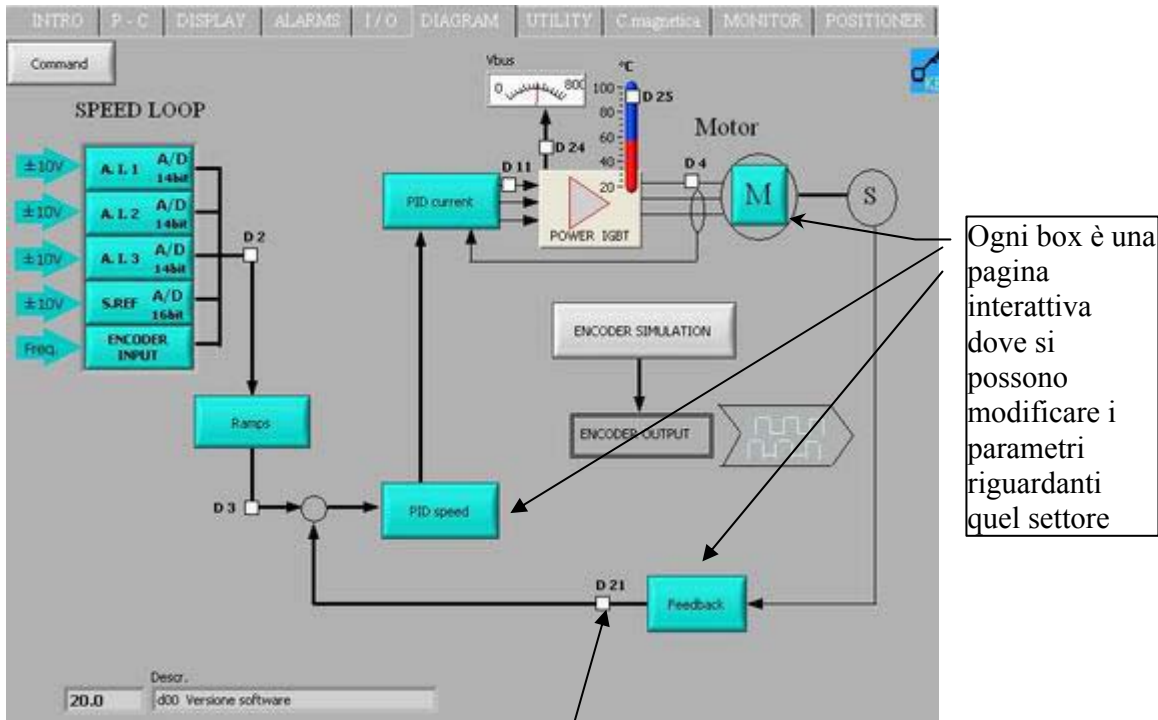 INTRO P - C DISPLAY ALARMS I / O DIAGRAM UTILITY C.magnetica MONITOR POSITIONER
Command
SPEED LOOP
±10V A. I. 1 A/D 14bit
±10V A. I. 2 A/D 14bit
±10V A. I. 3 A/D 14bit
±10V S.REF A/D 16bit
Freq. ENCODER INPUT
D 2
Ramps
D 3
PID speed
PID current
D 11
Vbus
0 800
D 24
°C
100
80
60
40
20
D 25
POWER IGBT
D 4
Motor
M
S
ENCODER SIMULATION
ENCODER OUTPUT
D 21
Feedback
Descr.
20.0 d00 Versione software
Ogni box è una
pagina
interattiva
dove si
possono
modificare i
parametri
riguardanti
quel settore